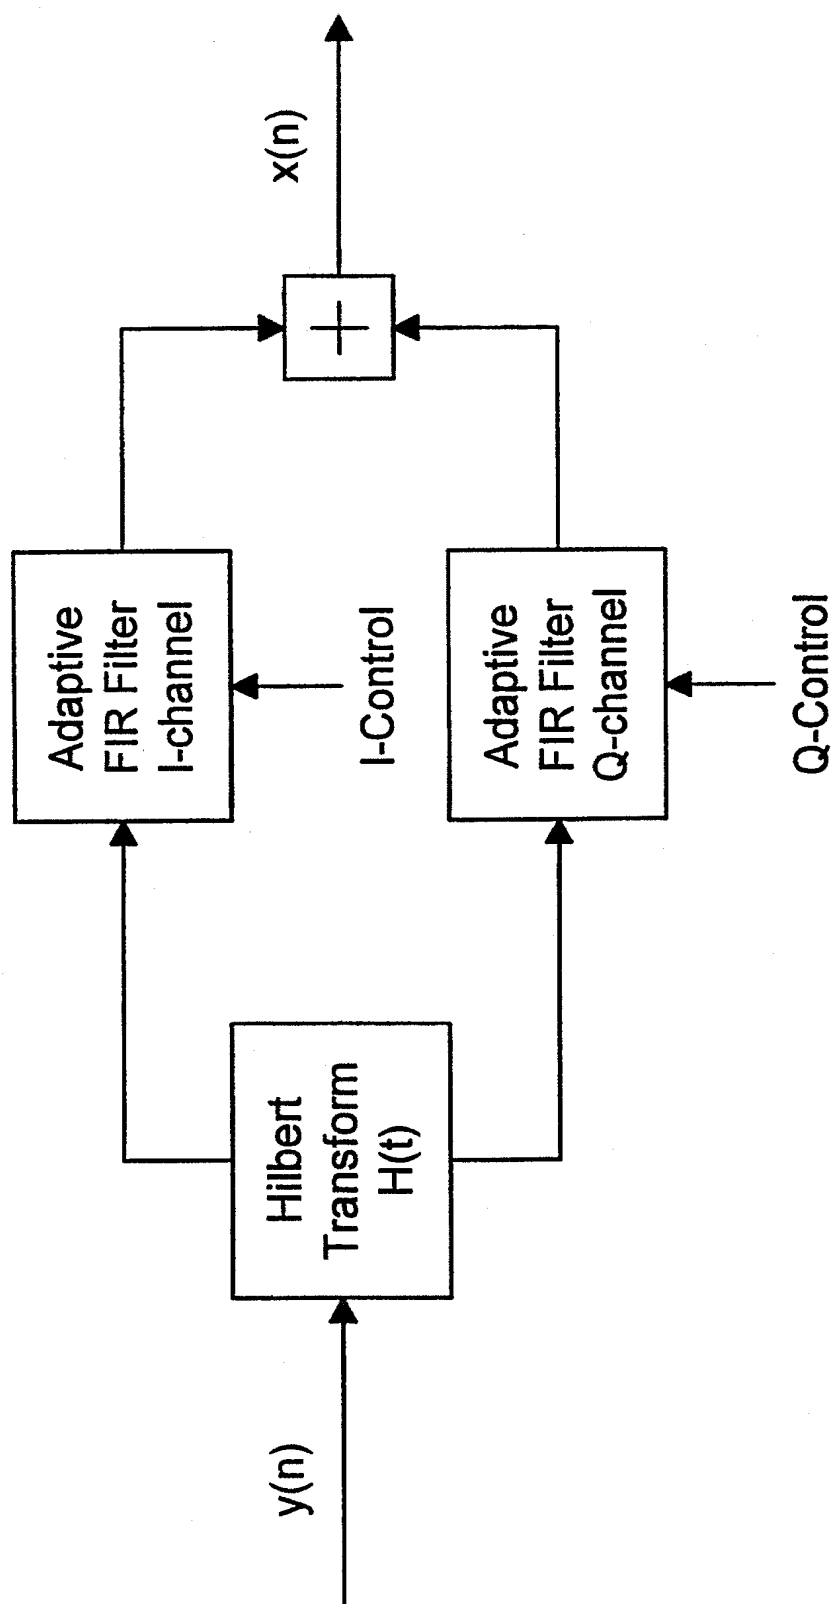 y(n)
Hilbert
Transform
H(t)
Adaptive
FIR Filter
I-channel
I-Control
Adaptive
FIR Filter
Q-channel
Q-Control
+
x(n)